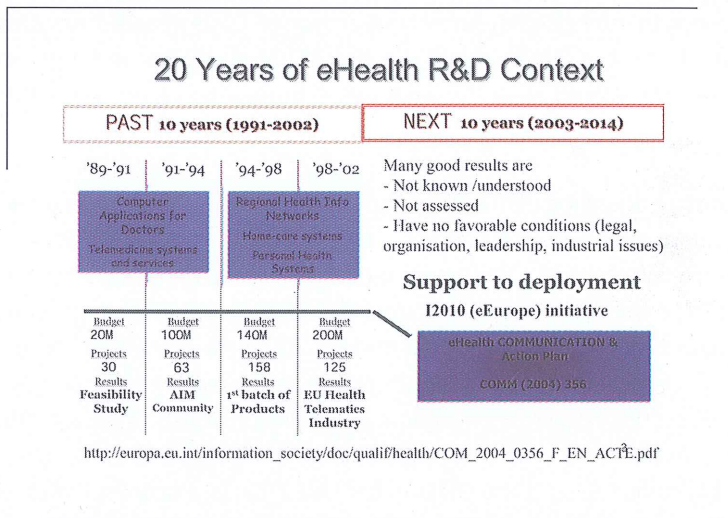 20 Years of eHealth R&D Context
PAST 10 years (1991-2002)
NEXT 10 years (2003-2014)
'89-'91
'91-'94
'94-'98
'98-'02
Computer
Applications for
Doctors
Telemedicine systems
and services
Regional Health Info
Networks
Home-care systems
Personal Health
Systems
Many good results are
- Not known /understood
- Not assessed
- Have no favorable conditions (legal,
organisation, leadership, industrial issues)
Support to deployment
I2010 (eEurope) initiative
eHealth COMMUNICATION &
Action Plan
COMM (2004) 356
Budget
20M
Projects
30
Results
Feasibility
Study
Budget
100M
Projects
63
Results
AIM
Community
Budget
140M
Projects
158
Results
1st batch of
Products
Budget
200M
Projects
125
Results
EU Health
Telematics
Industry
http://europa.eu.int/information_society/doc/qualif/health/COM_2004_0356_F_EN_ACTE.pdf